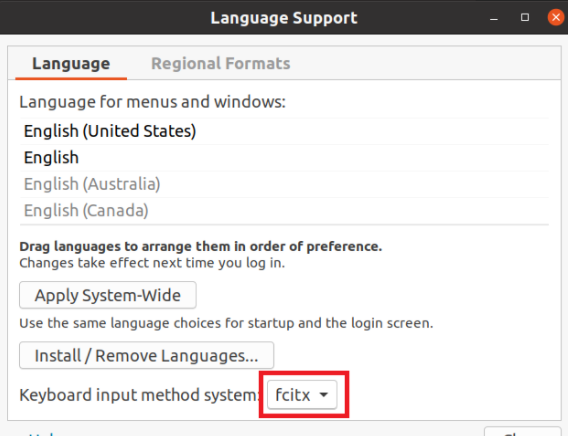 Language Support
Language Regional Formats
Language for menus and windows:
English (United States)
English
English (Australia)
English (Canada)
Drag languages to arrange them in order of preference.
Changes take effect next time you log in.
Apply System-Wide
Use the same language choices for startup and the login screen.
Install / Remove Languages...
Keyboard input method system: fcitx